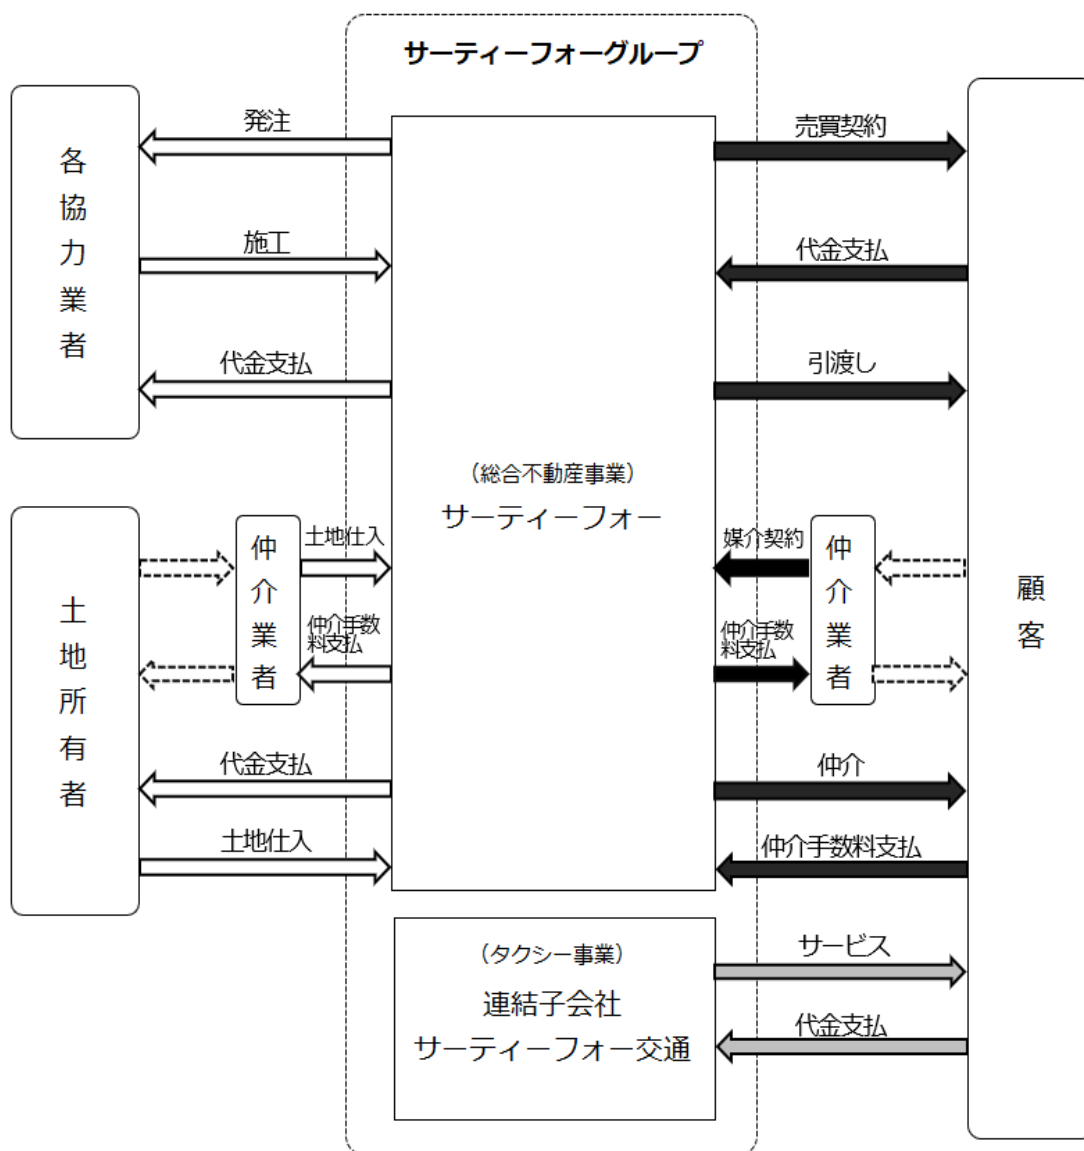 サーティーフォーグループ
各協力業者
発注
施工
代金支払
売買契約
代金支払
引渡し
（総合不動産事業）
サーティーフォー
土地所有者
仲介業者
土地仕入
仲介手数
料支払
代金支払
土地仕入
媒介契約
仲介手数
料支払
仲介業者
仲介
仲介手数料支払
顧客
（タクシー事業）
連結子会社
サーティーフォー交通
サービス
代金支払